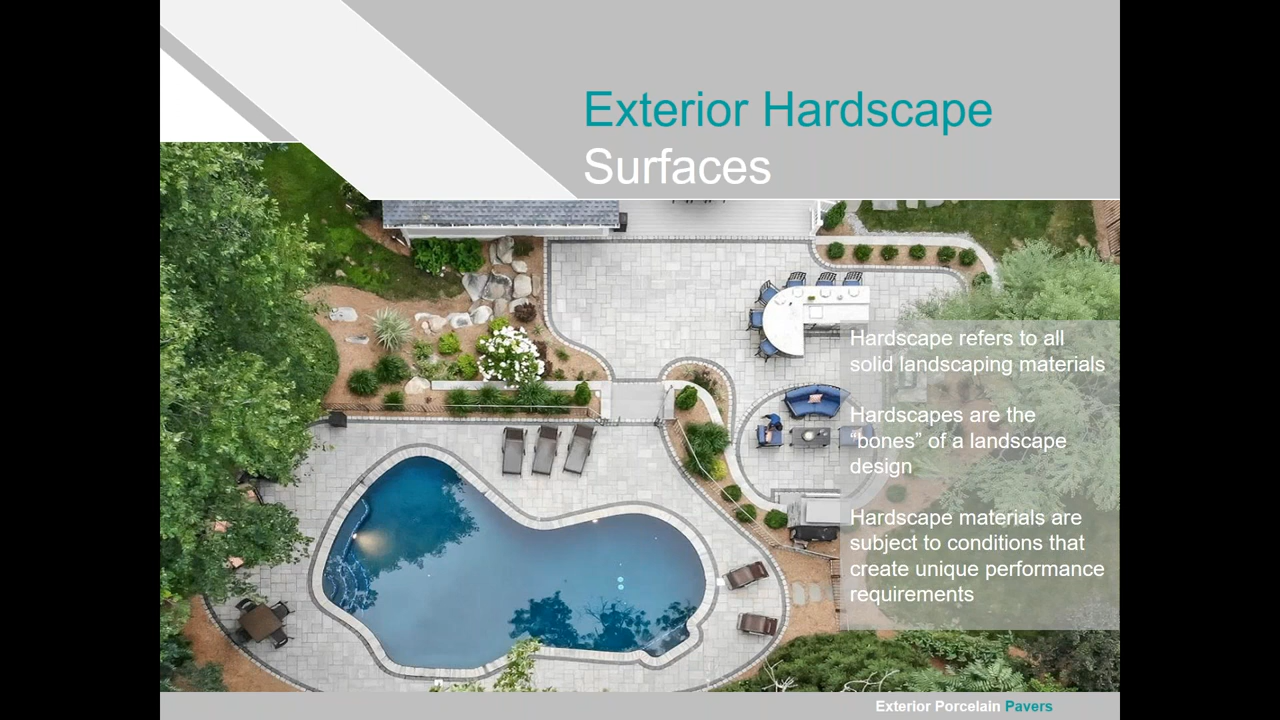 Exterior Hardscape
Surfaces
Hardscape refers to all
solid landscaping materials
Hardscapes are the
“bones” of a landscape
design
Hardscape materials are
subject to conditions that
create unique performance
requirements
Exterior Porcelain Pavers